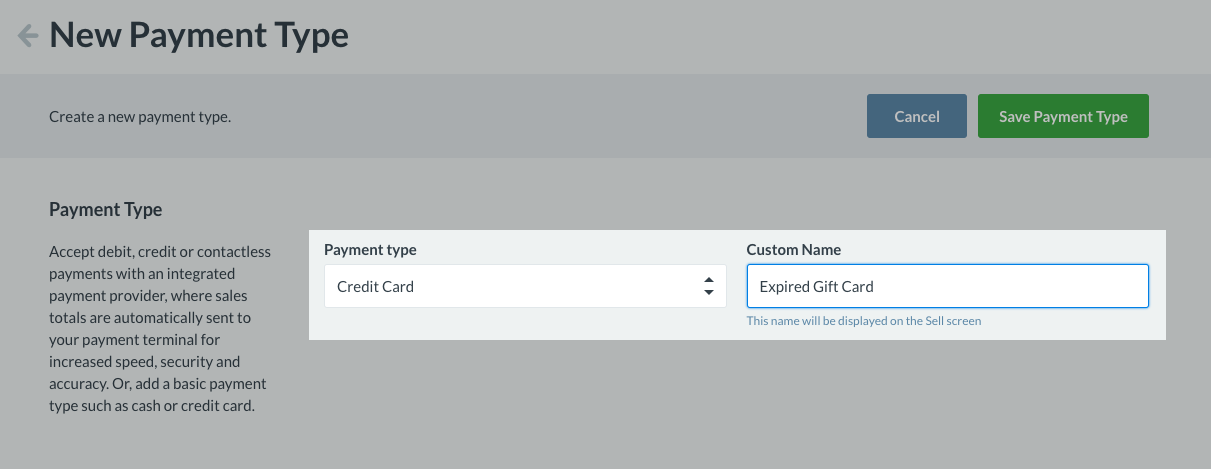 New Payment Type
Create a new payment type.
Cancel
Save Payment Type
Payment Type
Accept debit, credit or contactless
payments with an integrated
payment provider, where sales
totals are automatically sent to
your payment terminal for
increased speed, security and
accuracy. Or, add a basic payment
type such as cash or credit card.
Payment type
Credit Card
Custom Name
Expired Gift Card
This name will be displayed on the Sell screen